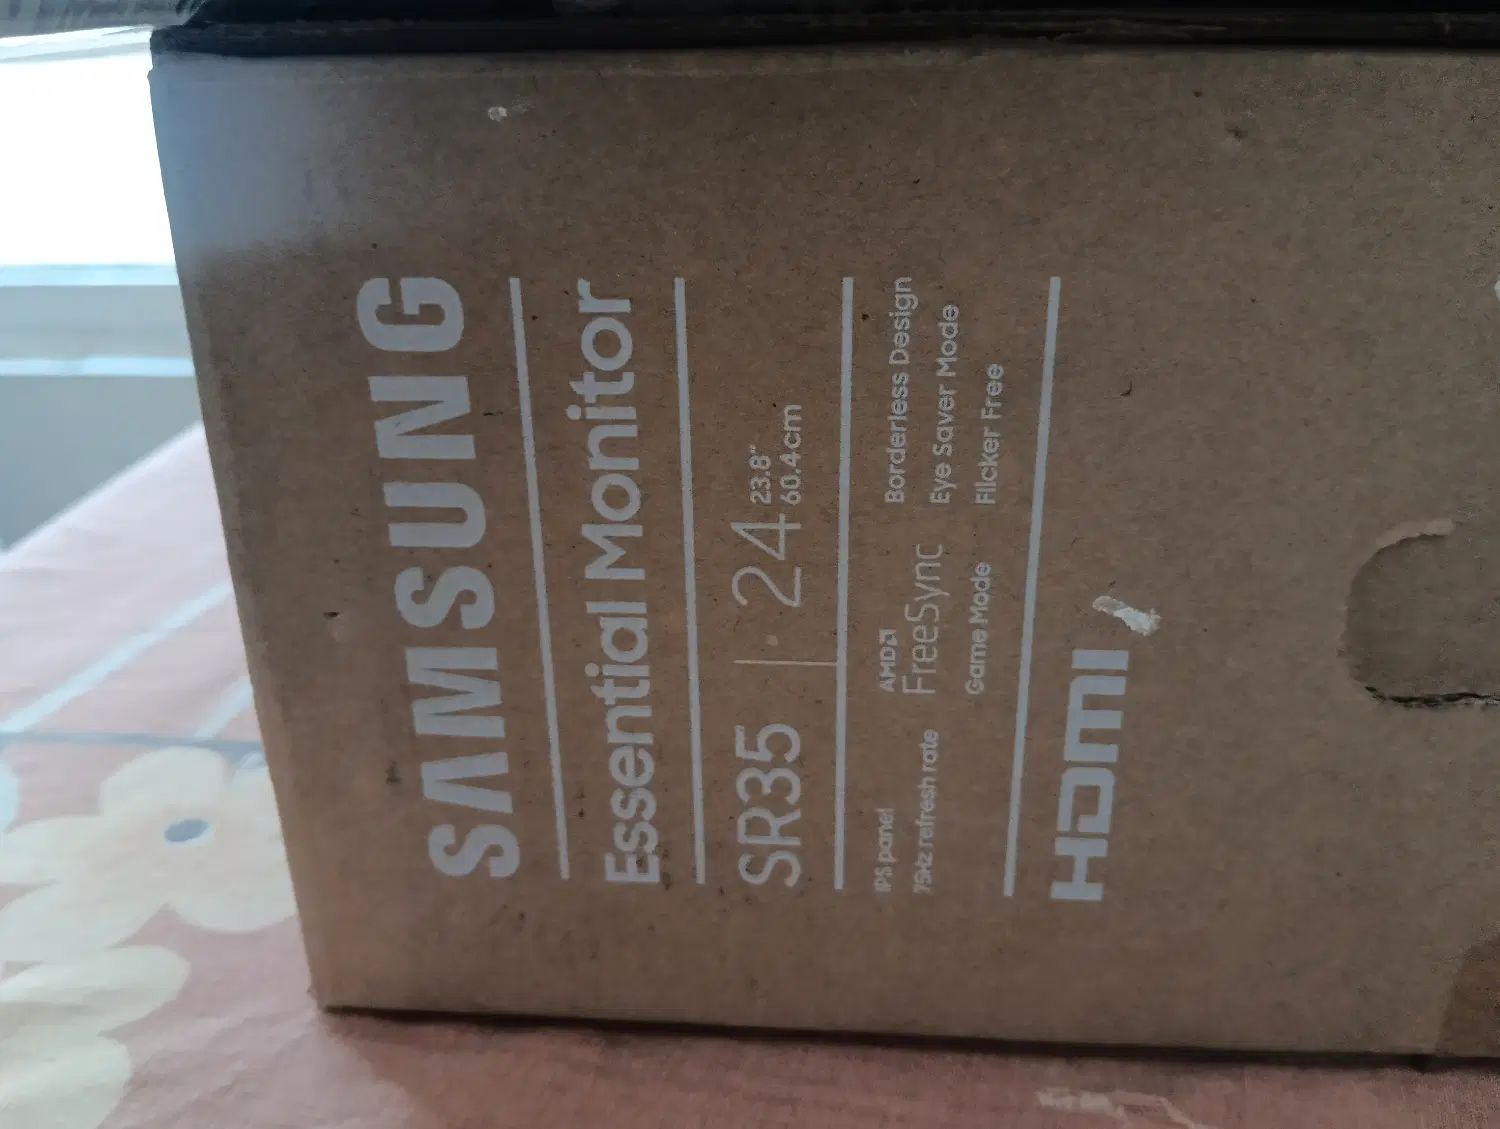 SAMSUNG
Essential Monitor
SR35 | 24 23.8"
60.4cm
IPS panel
75Hz refresh rate
AMD
FreeSync
Game Mode
Borderless Design
Eye Saver Mode
Flicker Free
HDMI